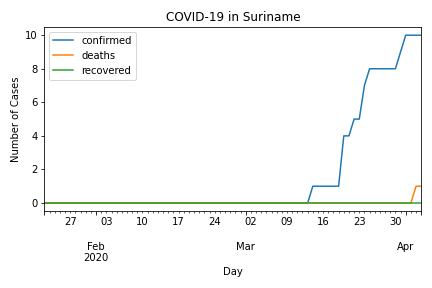 COVID-19 in Suriname
confirmed
deaths
recovered
Number of Cases
10
8
6
4
2
0
27 03 10 17 24 02 09 16 23 30
Feb Mar Apr
2020
Day